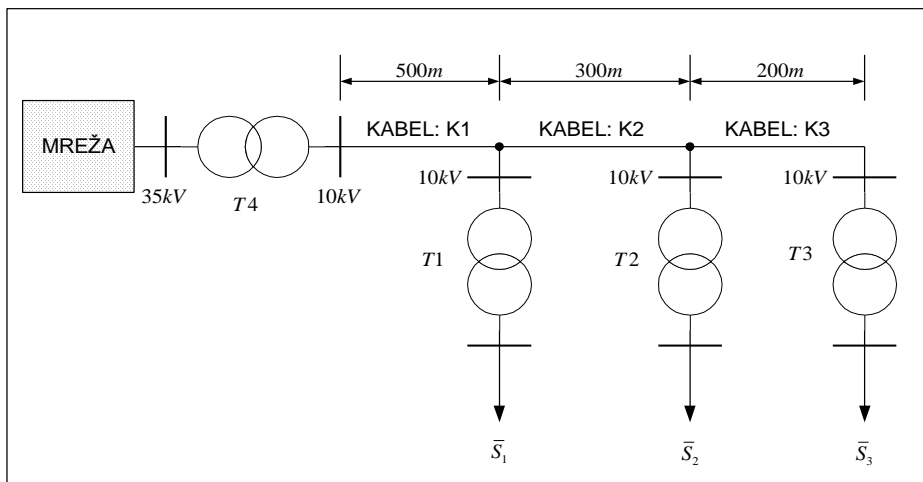 500m 300m 200m
MREŽA
KABEL: K1 KABEL: K2 KABEL: K3
35kV T4 10kV 10kV 10kV 10kV
T1 T2 T3
S̅₁ S̅₂ S̅₃